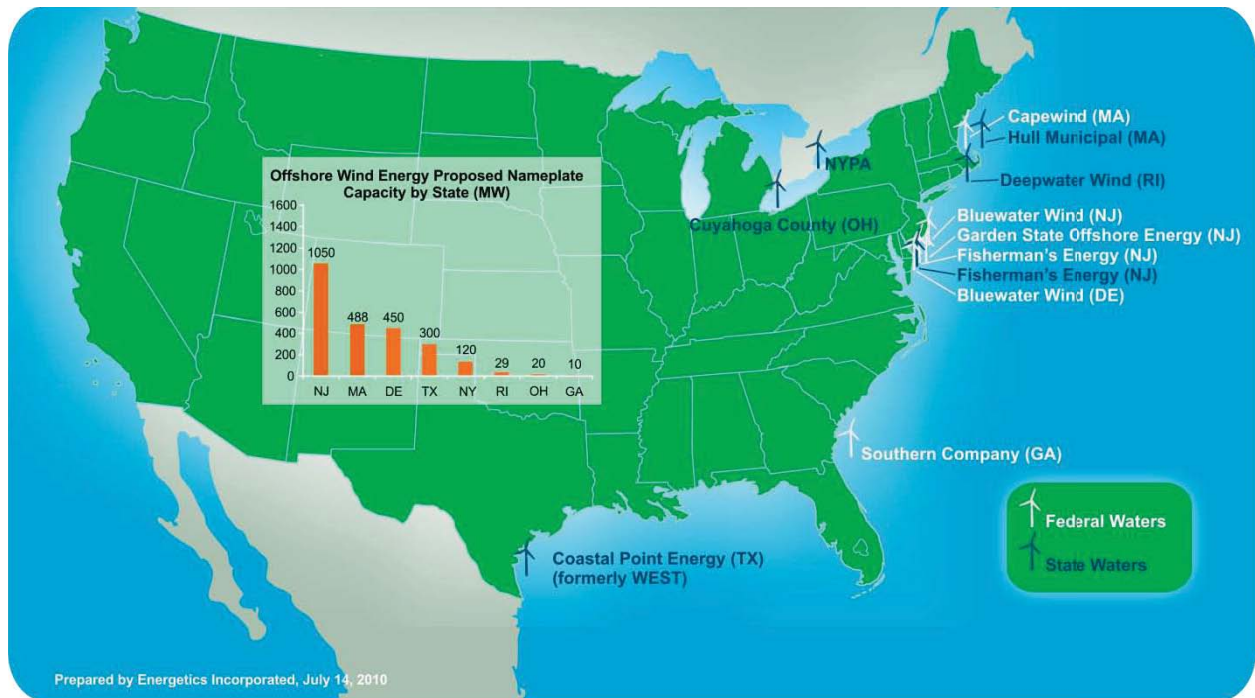 Capewind (MA)
Hull Municipal (MA)
NYPA
Deepwater Wind (RI)
Cuyahoga County (OH)
Bluewater Wind (NJ)
Garden State Offshore Energy (NJ)
Fisherman's Energy (NJ)
Fisherman's Energy (NJ)
Bluewater Wind (DE)
Offshore Wind Energy Proposed Nameplate
Capacity by State (MW)
1600
1400
1200
1000
800
600
400
200
0
1050
488
450
300
120
29
20
10
NJ MA DE TX NY RI OH GA
Southern Company (GA)
Federal Waters
State Waters
Coastal Point Energy (TX)
(formerly WEST)
Prepared by Energetics Incorporated, July 14, 2010